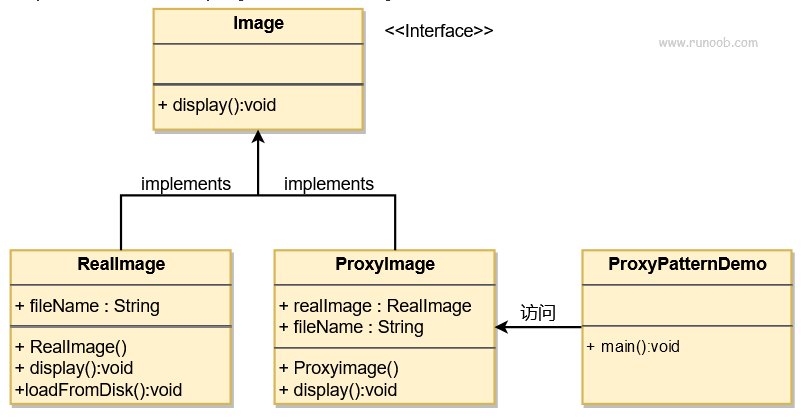 Image
<<Interface>>
www.runoob.com
+ display():void
implements
implements
RealImage
+ fileName : String
+ RealImage()
+ display():void
+loadFromDisk():void
ProxyImage
+ realImage : RealImage
+ fileName : String
+ Proxyimage()
+ display():void
访问
ProxyPatternDemo
+ main():void